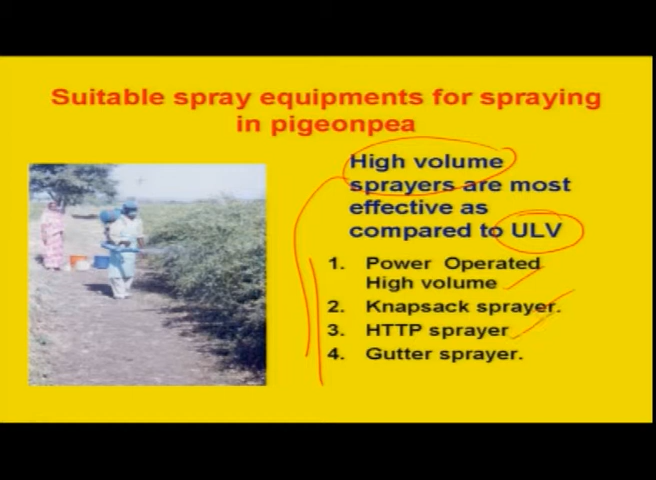 Suitable spray equipments for spraying
in pigeonpea
High volume
sprayers are most
effective as
compared to ULV
1. Power Operated
High volume
2. Knapsack sprayer.
3. HTTP sprayer
4. Gutter sprayer.